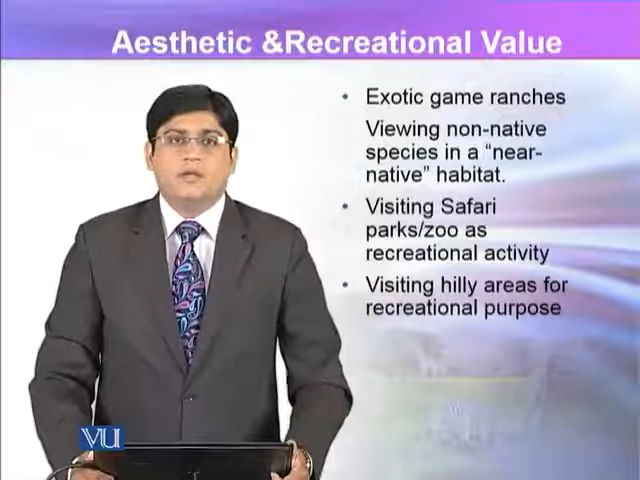 Aesthetic &Recreational Value
• Exotic game ranches
Viewing non-native
species in a “near-
native” habitat.
• Visiting Safari
parks/zoo as
recreational activity
• Visiting hilly areas for
recreational purpose
VU